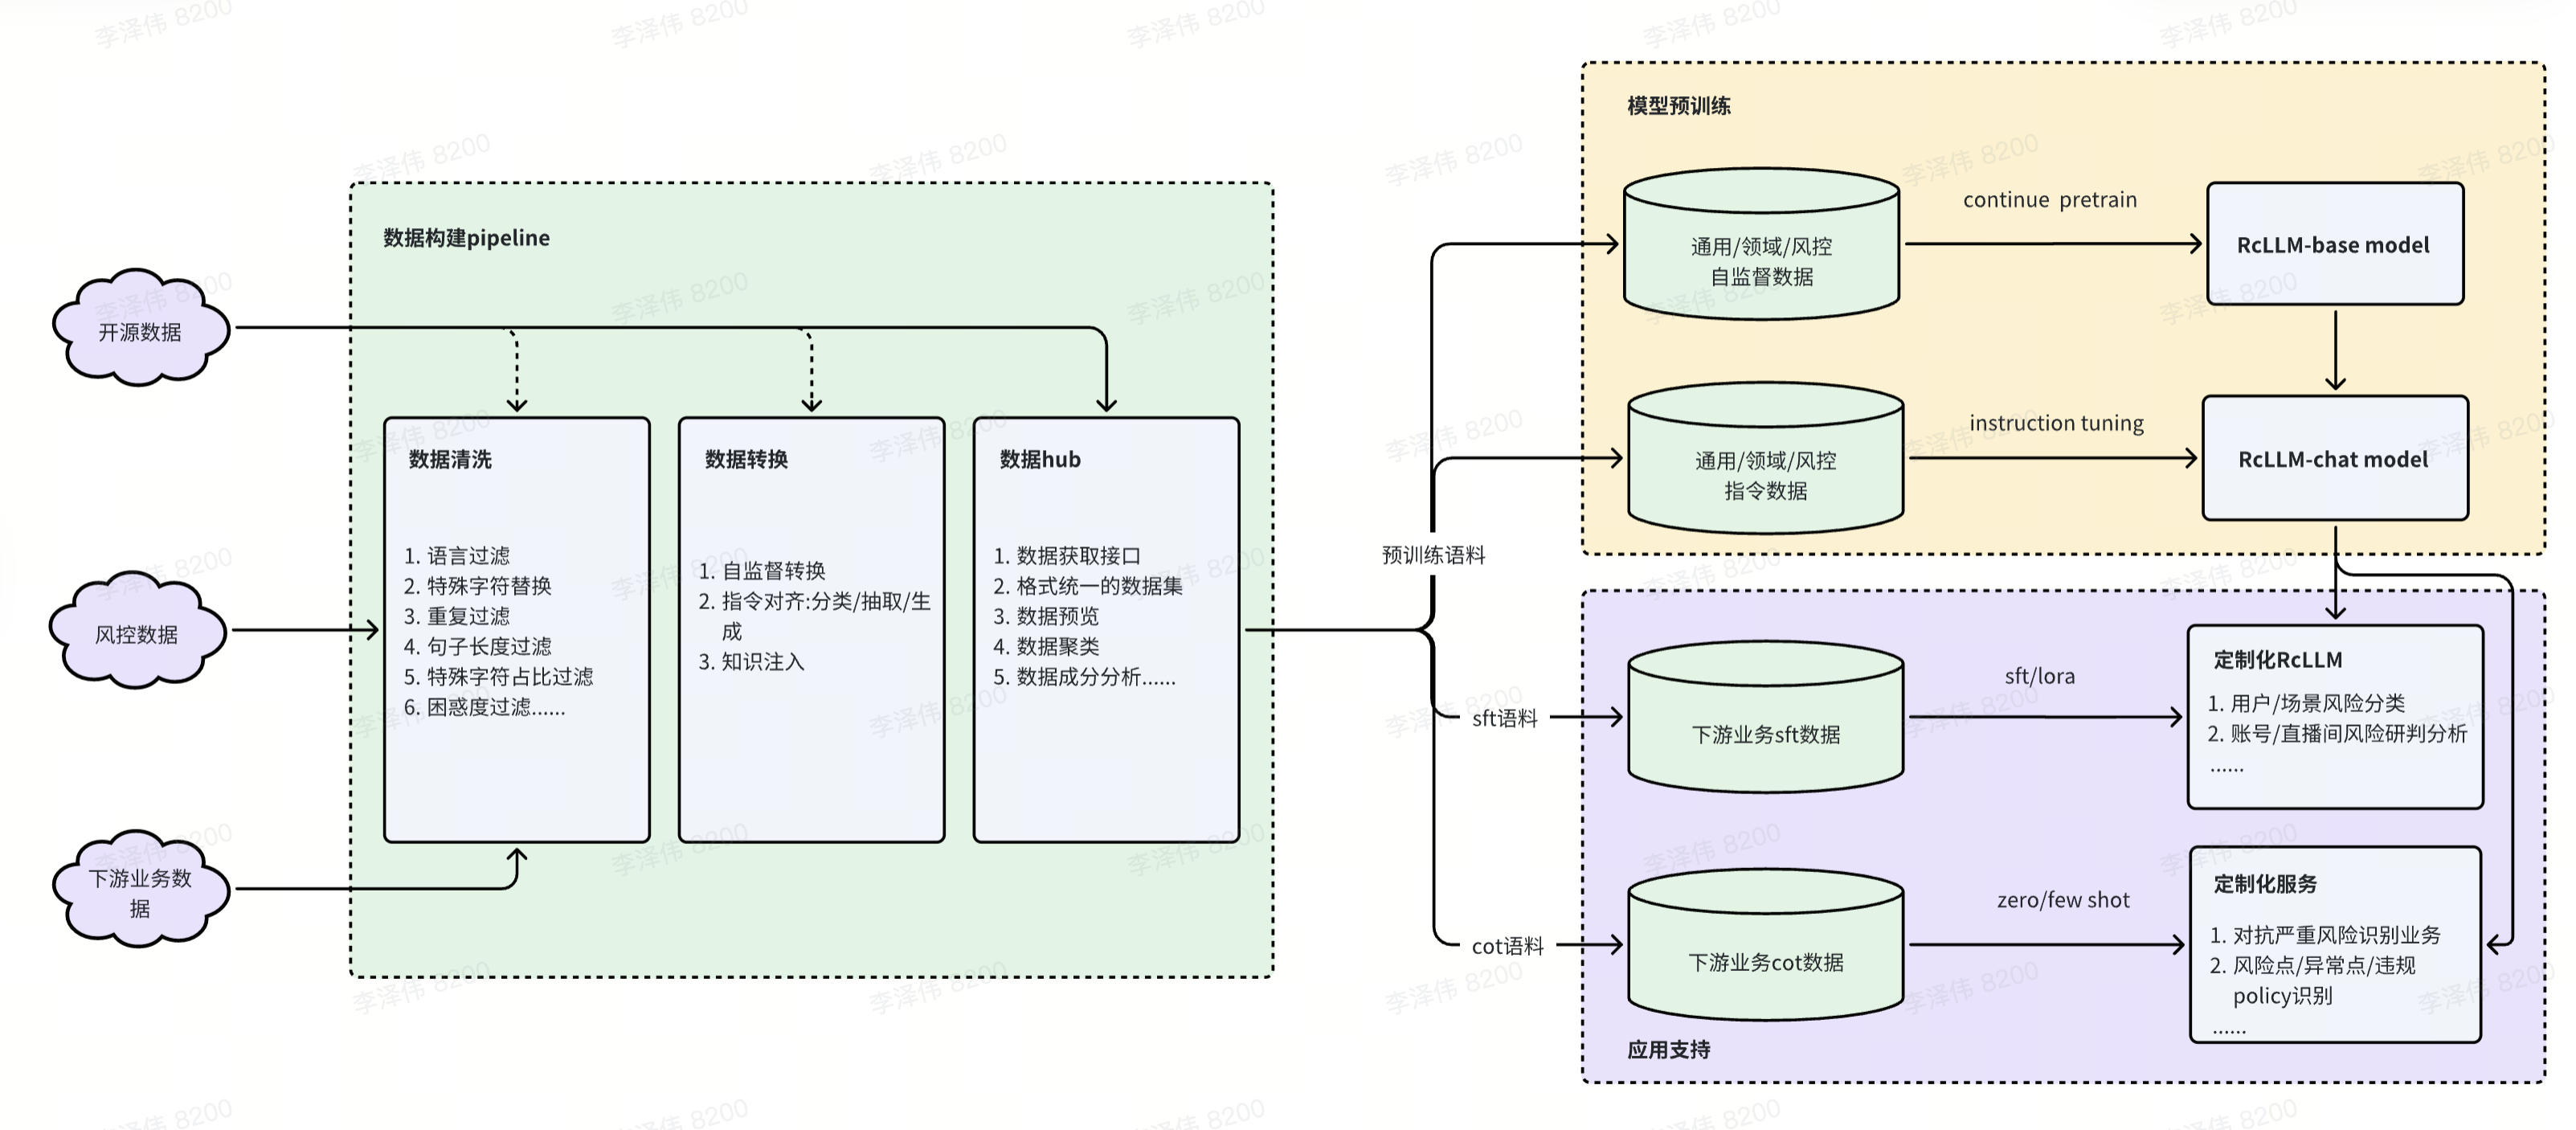 开源数据
风控数据
下游业务数
据
数据构建pipeline
数据清洗
1. 语言过滤
2. 特殊字符替换
3. 重复过滤
4. 句子长度过滤
5. 特殊字符占比过滤
6. 困惑度过滤......
数据转换
1. 自监督转换
2. 指令对齐:分类/抽取/生
成
3. 知识注入
数据hub
1. 数据获取接口
2. 格式统一的数据集
3. 数据预览
4. 数据聚类
5. 数据成分分析......
预训练语料
sft语料
cot语料
模型预训练
通用/领域/风控
自监督数据
continue pretrain
RcLLM-base model
通用/领域/风控
指令数据
instruction tuning
RcLLM-chat model
下游业务sft数据
sft/lora
定制化RcLLM
1. 用户/场景风险分类
2. 账号/直播间风险研判分析
......
下游业务cot数据
zero/few shot
定制化服务
1. 对抗严重风险识别业务
2. 风险点/异常点/违规
policy识别
......
应用支持
李泽伟 8200